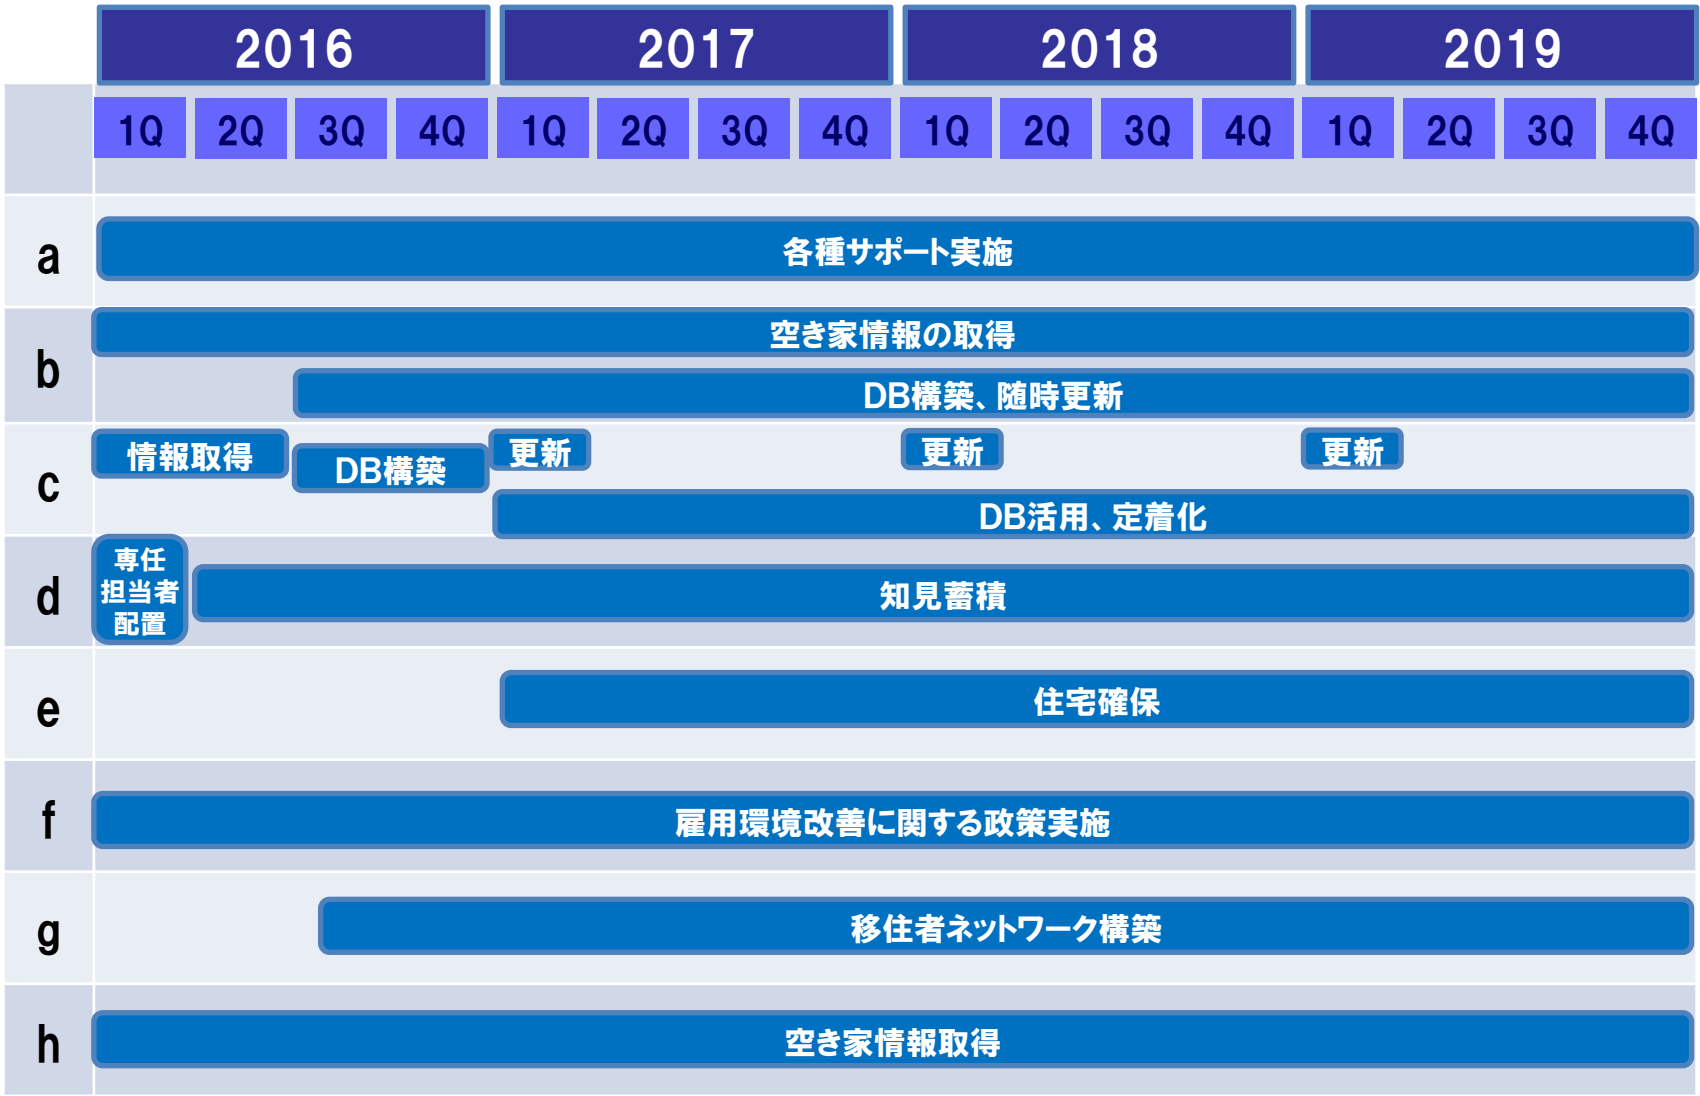 2016 2017 2018 2019
1Q 2Q 3Q 4Q 1Q 2Q 3Q 4Q 1Q 2Q 3Q 4Q 1Q 2Q 3Q 4Q
a
各種サポート実施
b
空き家情報の取得
DB構築、随時更新
c
情報取得
DB構築
更新
更新
更新
DB活用、定着化
d
専任
担当者
配置
知見蓄積
e
住宅確保
f
雇用環境改善に関する政策実施
g
移住者ネットワーク構築
h
空き家情報取得